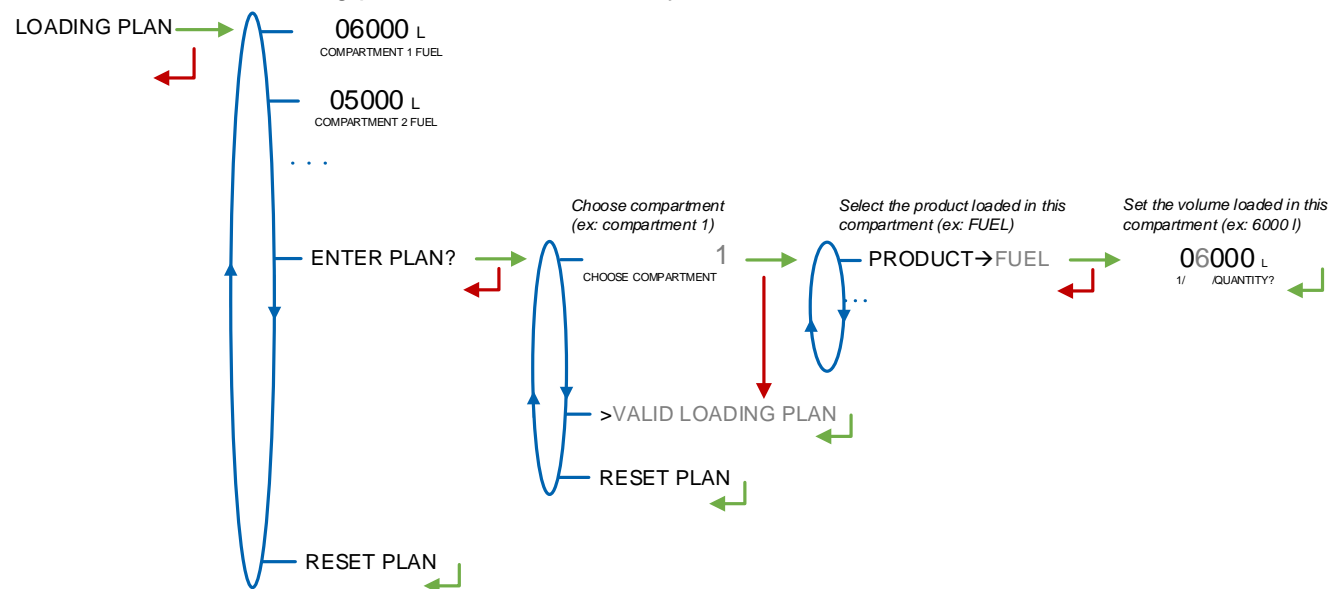 LOADING PLAN
06000 L
COMPARTMENT 1 FUEL
05000 L
COMPARTMENT 2 FUEL
. . .
ENTER PLAN?
Choose compartment
(ex: compartment 1)
1
CHOOSE COMPARTMENT
Select the product loaded in this
compartment (ex: FUEL)
PRODUCT→FUEL
...
Set the volume loaded in this
compartment (ex: 6000 l)
06000 L
1/ /QUANTITY?
>VALID LOADING PLAN
RESET PLAN
RESET PLAN